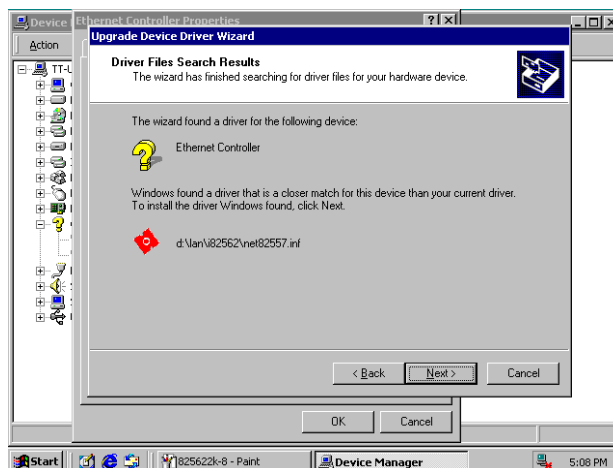 Device
Ethernet Controller Properties
Upgrade Device Driver Wizard
Action
Driver Files Search Results
The wizard has finished searching for driver files for your hardware device.
TT-U
The wizard found a driver for the following device:
Ethernet Controller
Windows found a driver that is a closer match for this device than your current driver.
To install the driver Windows found, click Next.
d:\lan\i82562\net82557.inf
< Back
Next >
Cancel
OK
Cancel
Start
825622k-8 - Paint
Device Manager
5:08 PM